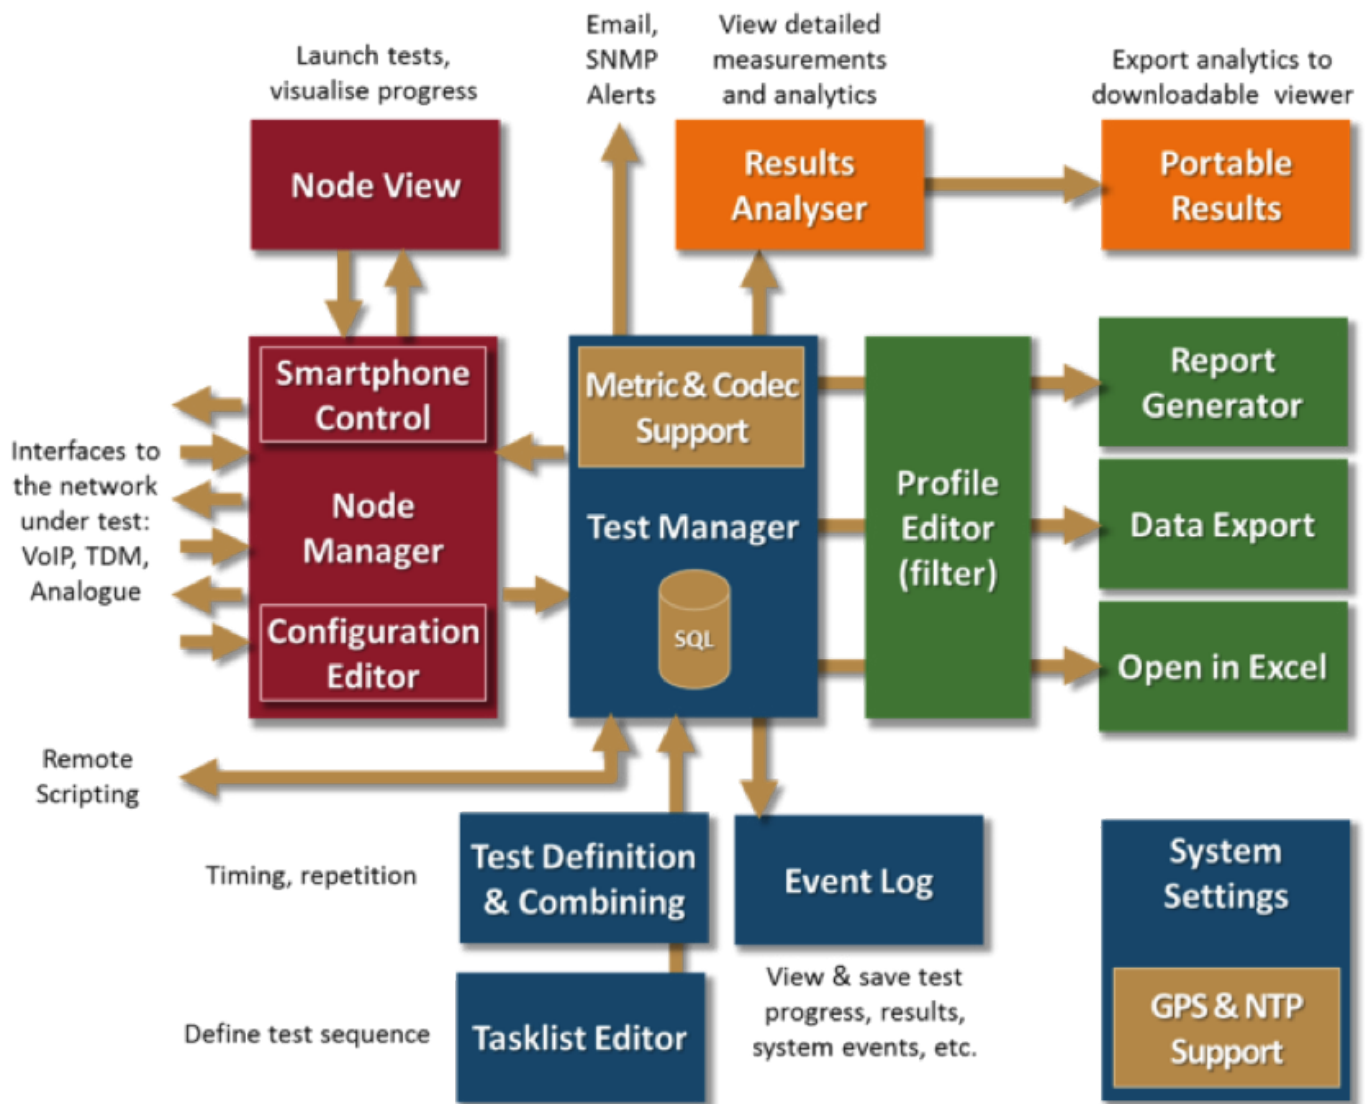 Launch tests,
visualise progress
Email,
SNMP
Alerts
View detailed
measurements
and analytics
Export analytics to
downloadable viewer
Node View
Results
Analyser
Portable
Results
Smartphone
Control
Node
Manager
Configuration
Editor
Interfaces to
the network
under test:
VoIP, TDM,
Analogue
Metric & Codec
Support
Test Manager
SQL
Profile
Editor
(filter)
Report
Generator
Data Export
Open in Excel
Remote
Scripting
Timing, repetition
Test Definition
& Combining
Define test sequence
Tasklist Editor
Event Log
View & save test
progress, results,
system events, etc.
System
Settings
GPS & NTP
Support